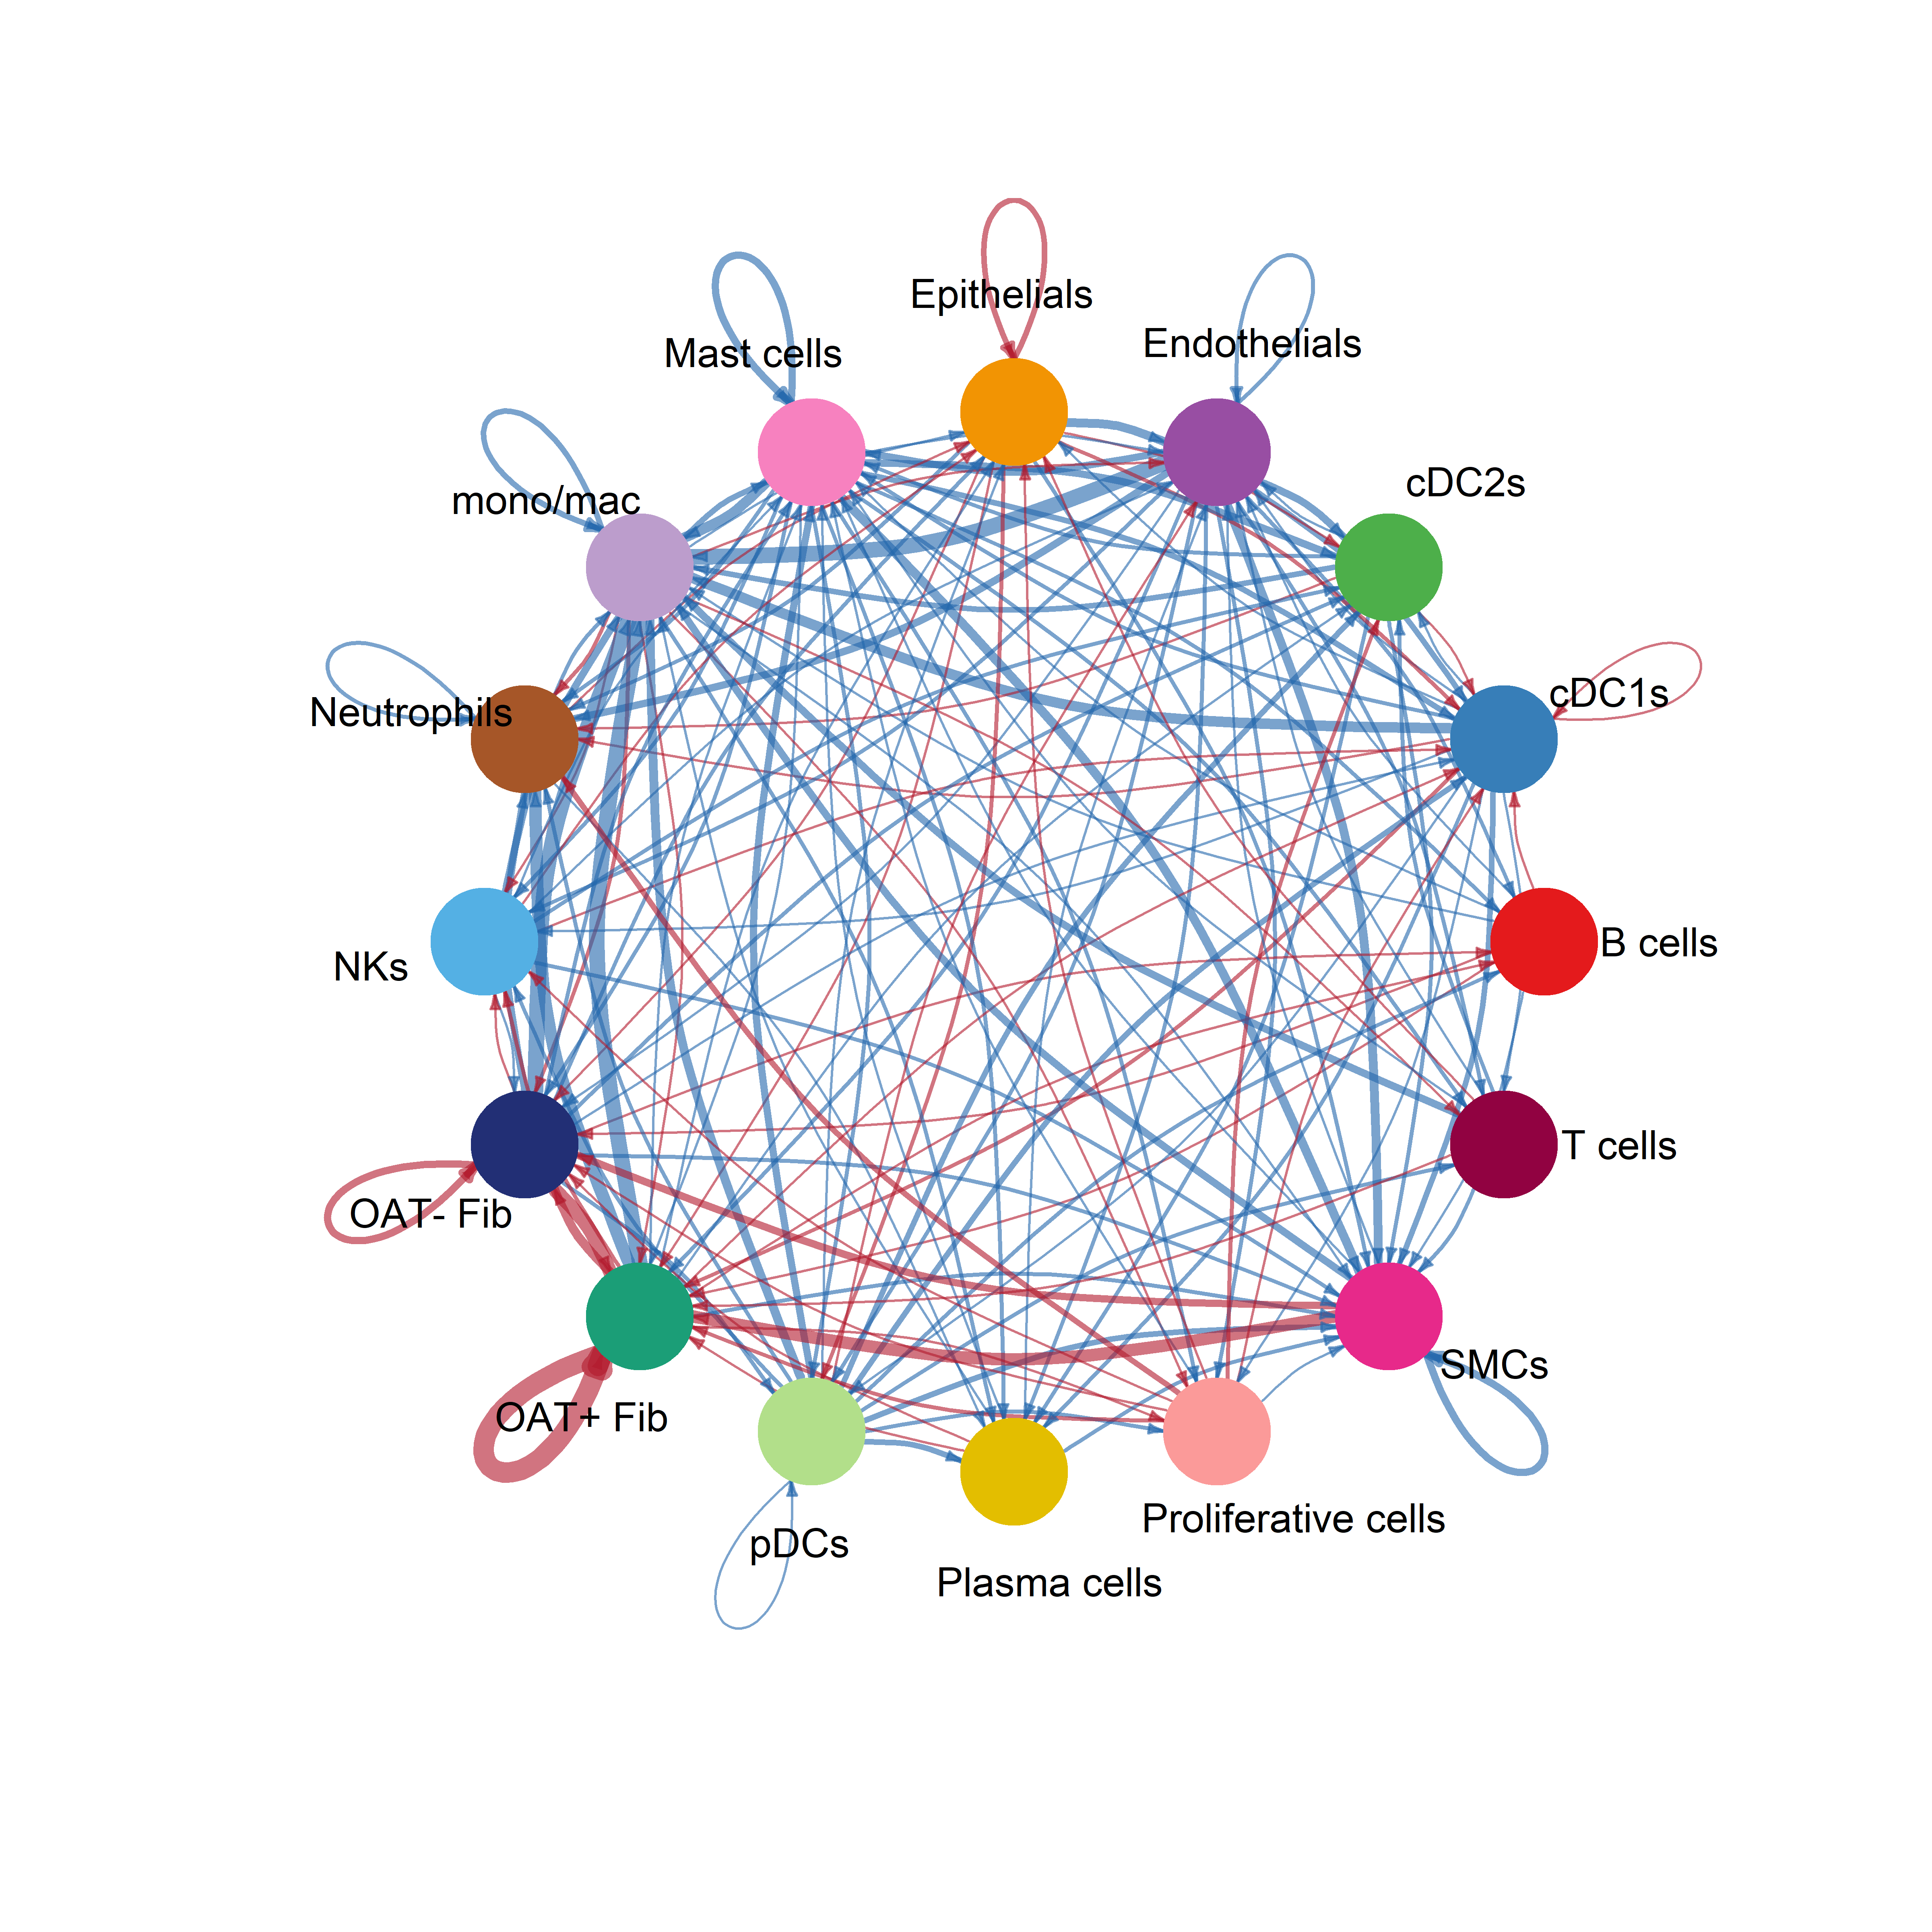 Epithelials
Endothelials
Mast cells
cDC2s
mono/mac
cDC1s
Neutrophils
B cells
NKs
T cells
OAT- Fib
SMCs
OAT+ Fib
Proliferative cells
pDCs
Plasma cells